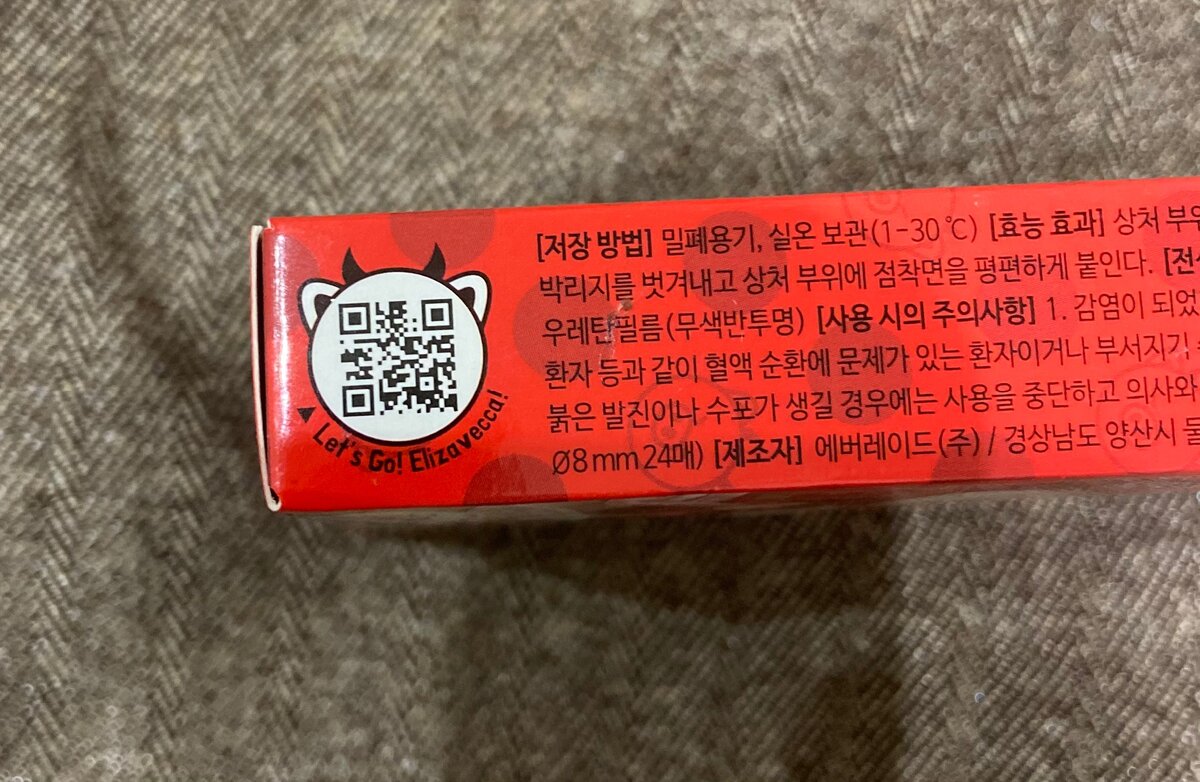 [저장 방법] 밀폐용기, 실온 보관(1-30 ℃) [효능 효과] 상처 부위
박리지를 벗겨내고 상처 부위에 점착면을 평편하게 붙인다. [전
우레탄필름(무색반투명) [사용 시의 주의사항] 1. 감염이 되었
환자 등과 같이 혈액 순환에 문제가 있는 환자이거나 부서지기
붉은 발진이나 수포가 생길 경우에는 사용을 중단하고 의사와
Ø8 mm 24매) [제조자] 에버레이드(주) / 경상남도 양산시
Let's Go! Elizavecca!